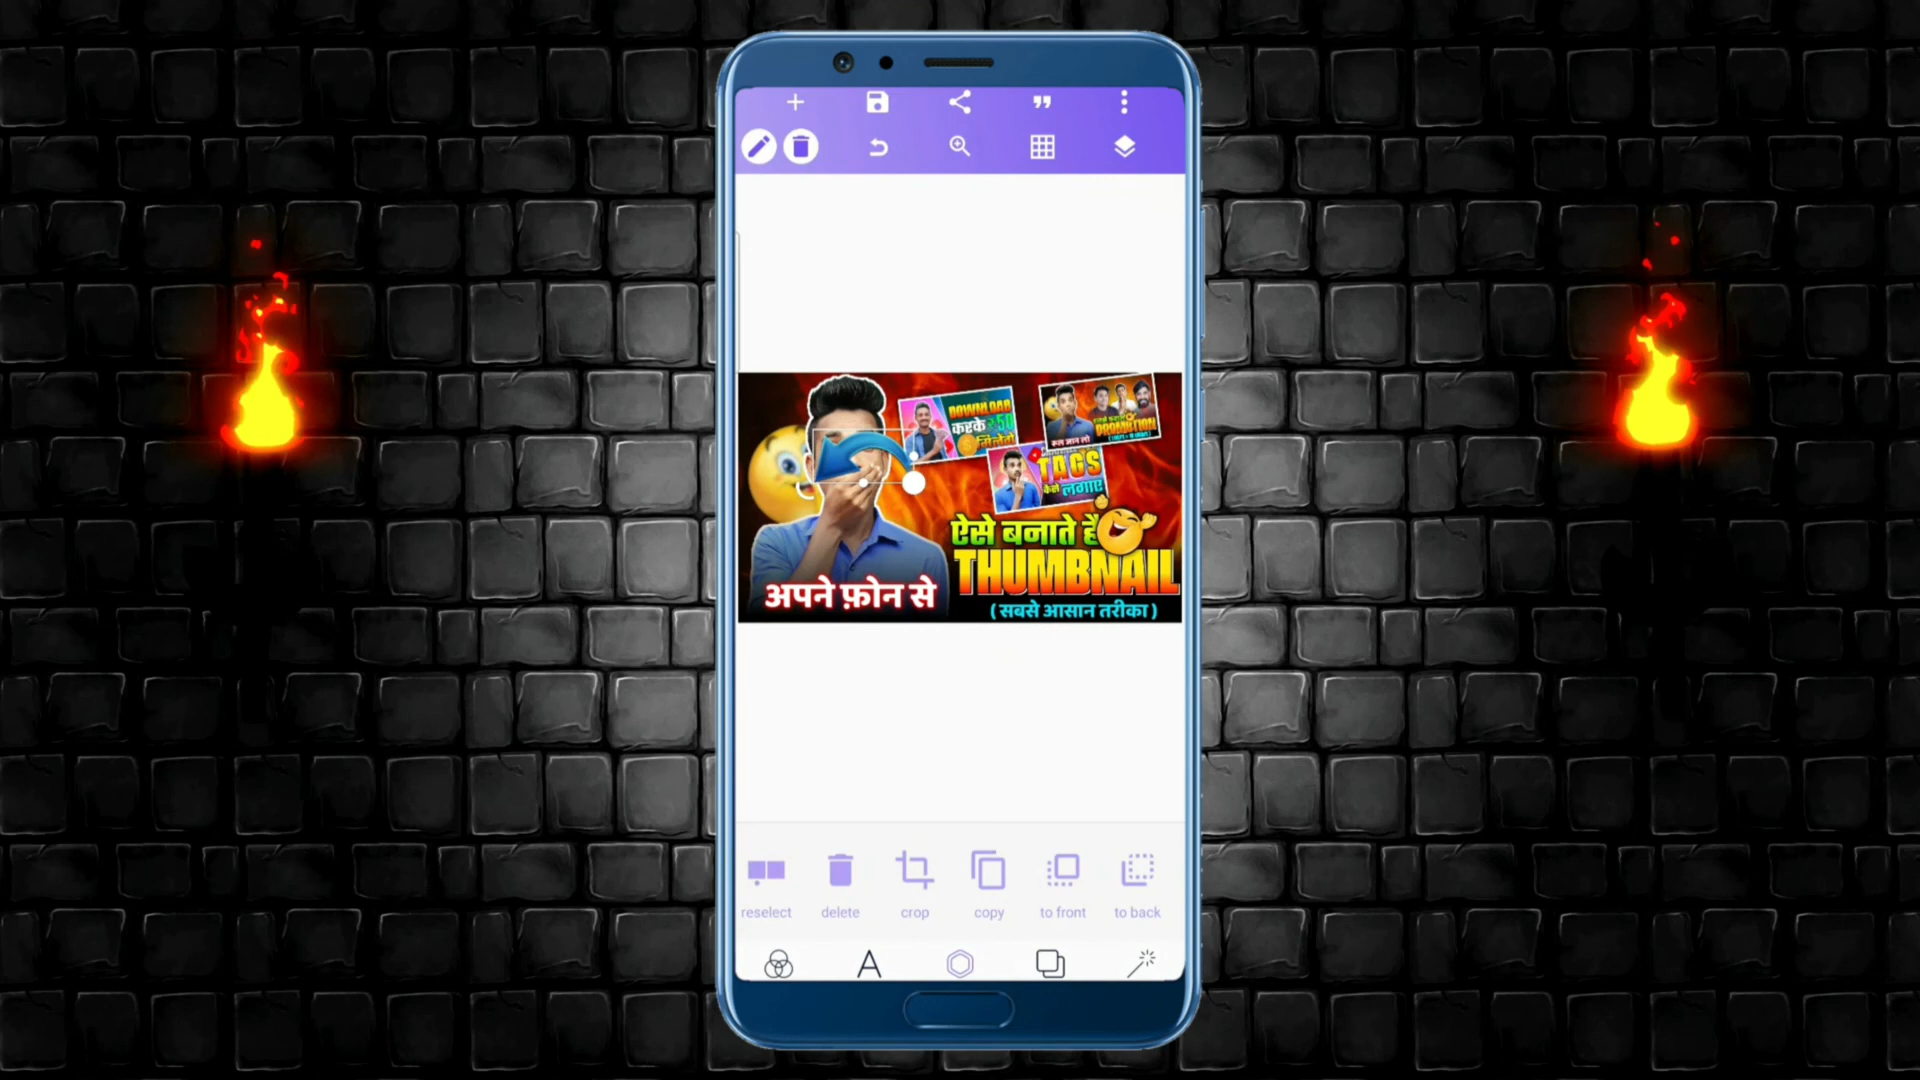 DOWNLOAD
करके ₹50
मिलेगा
रूल जान लो
PROMOTION
TAGS
कैसे लगाए
ऐसे बनाते है
THUMBNAIL
अपने फ़ोन से
( सबसे आसान तरीका )
reselect
delete
crop
copy
to front
to back